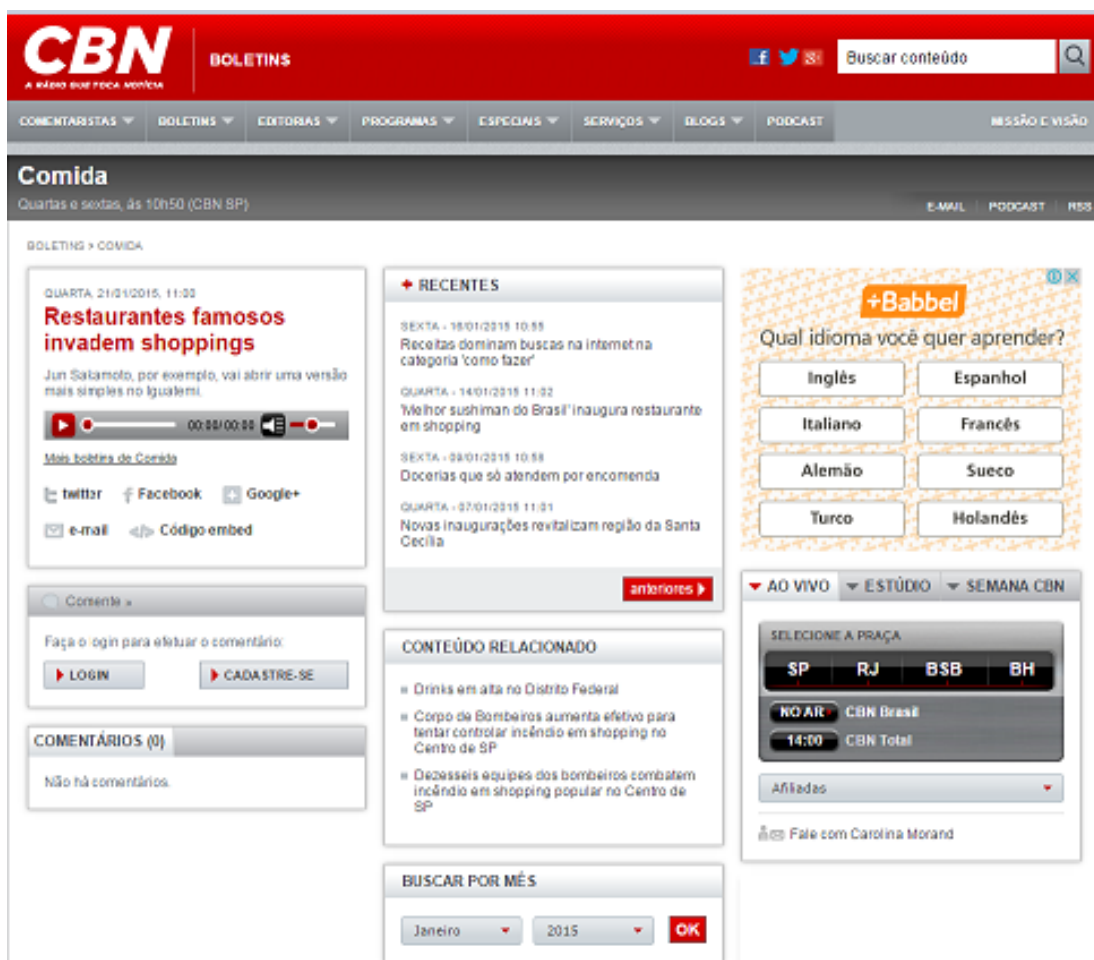 CBN
A RÁDIO QUE TOCA NOTÍCIA
BOLETINS
Buscar conteúdo
COMENTARISTAS
BOLETINS
EDITORIAS
PROGRAMAS
ESPECIAIS
SERVIÇOS
BLOGS
PODCAST
MISSÃO E VISÃO
Comida
Quartas e sextas, às 10h50 (CBN SP)
E-MAIL
PODCAST
RSS
BOLETINS > COMIDA
QUARTA, 21/01/2015, 11:03
Restaurantes famosos
invadem shoppings
Jun Sakamoto, por exemplo, vai abrir uma versão
mais simples no Iguatemi.
00:00/00:00
Mais boletins de Comida
twitter
Facebook
Google+
e-mail
</> Código embed
Comente »
Faça o login para efetuar o comentário:
LOGIN
CADASTRE-SE
COMENTÁRIOS (0)
Não há comentários.
RECENTES
SEXTA - 16/01/2015 10:55
Receitas dominam buscas na internet na
categoria 'como fazer'
QUARTA - 14/01/2015 11:02
'Melhor sushiman do Brasil' inaugura restaurante
em shopping
SEXTA - 09/01/2015 10:58
Docerias que só atendem por encomenda
QUARTA - 07/01/2015 11:01
Novas inaugurações revitalizam região da Santa
Cecília
anteriores
CONTEÚDO RELACIONADO
Drinks em alta no Distrito Federal
Corpo de Bombeiros aumenta efetivo para
tentar controlar incêndio em shopping no
Centro de SP
Dezesseis equipes dos bombeiros combatem
incêndio em shopping popular no Centro de
SP
BUSCAR POR MÊS
Janeiro
2015
OK
+Babbel
Qual idioma você quer aprender?
Inglês
Espanhol
Italiano
Francês
Alemão
Sueco
Turco
Holandês
AO VIVO
ESTÚDIO
SEMANA CBN
SELECIONE A PRAÇA
SP
RJ
BSB
BH
NO AR
CBN Brasil
14:00
CBN Total
Afiliadas
Fale com Carolina Morand